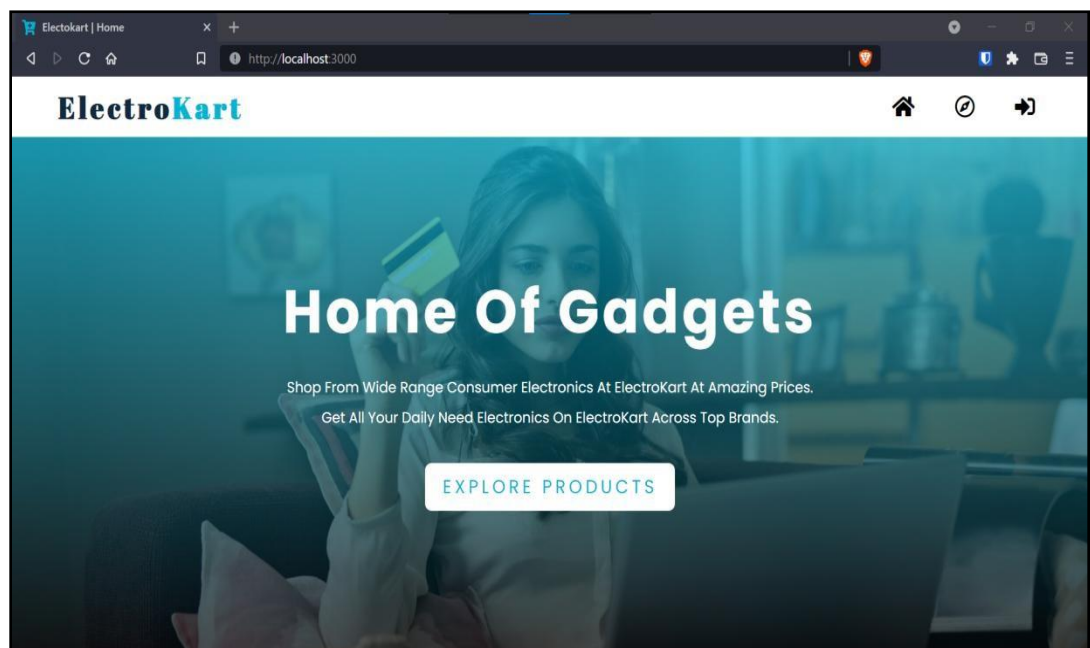 Electokart | Home
http://localhost:3000
ElectroKart
Home Of Gadgets
Shop From Wide Range Consumer Electronics At ElectroKart At Amazing Prices.
Get All Your Daily Need Electronics On ElectroKart Across Top Brands.
EXPLORE PRODUCTS